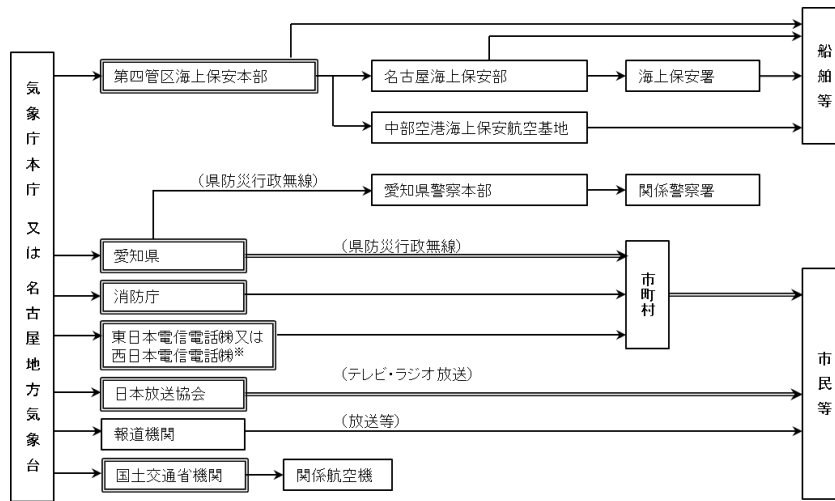 気象庁本庁 又は 名古屋地方気象台
第四管区海上保安本部
名古屋海上保安部
海上保安署
船舶等
中部空港海上保安航空基地
(県防災行政無線)
愛知県警察本部
関係警察署
愛知県
(県防災行政無線)
市町村
消防庁
東日本電信電話㈱又は
西日本電信電話㈱※
市民等
日本放送協会
(テレビ・ラジオ放送)
報道機関
(放送等)
国土交通省機関
関係航空機